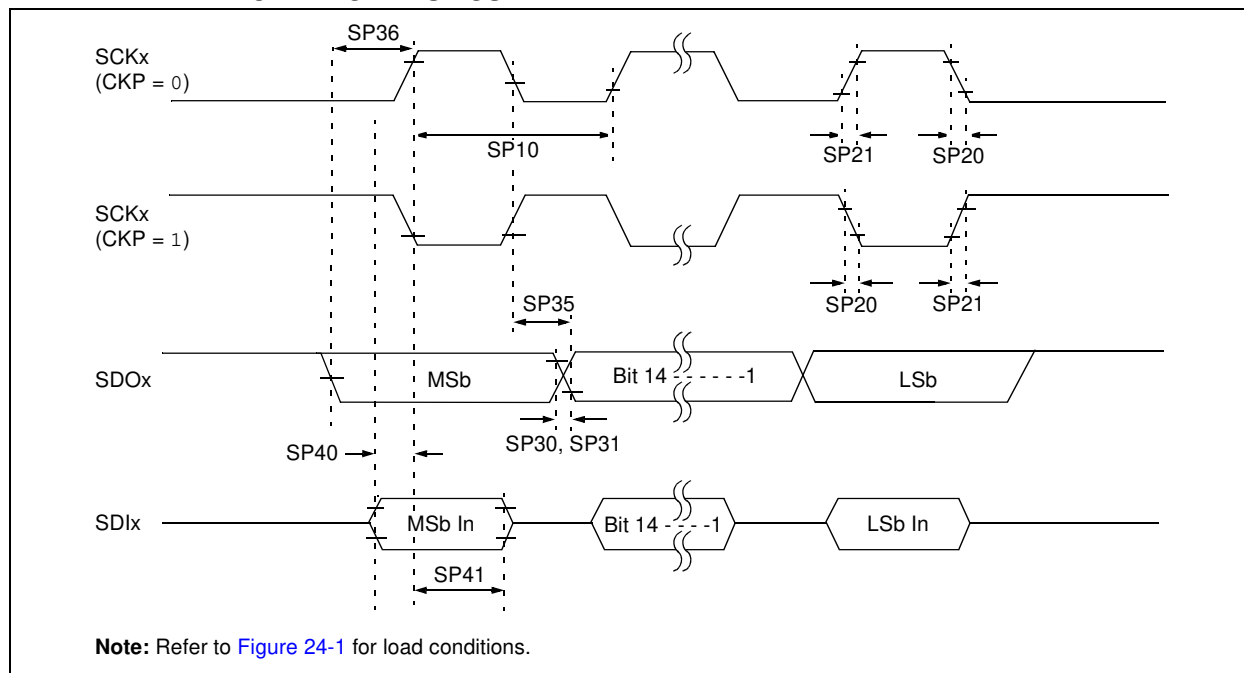 SP36
SCKx
(CKP = 0)
SP10
SP21
SP20
SCKx
(CKP = 1)
SP35
SP20
SP21
SDOx
MSb
Bit 14 - - - - - -1
LSb
SP30, SP31
SP40
SDIx
MSb In
Bit 14 - - - - -1
LSb In
SP41
Note: Refer to Figure 24-1 for load conditions.